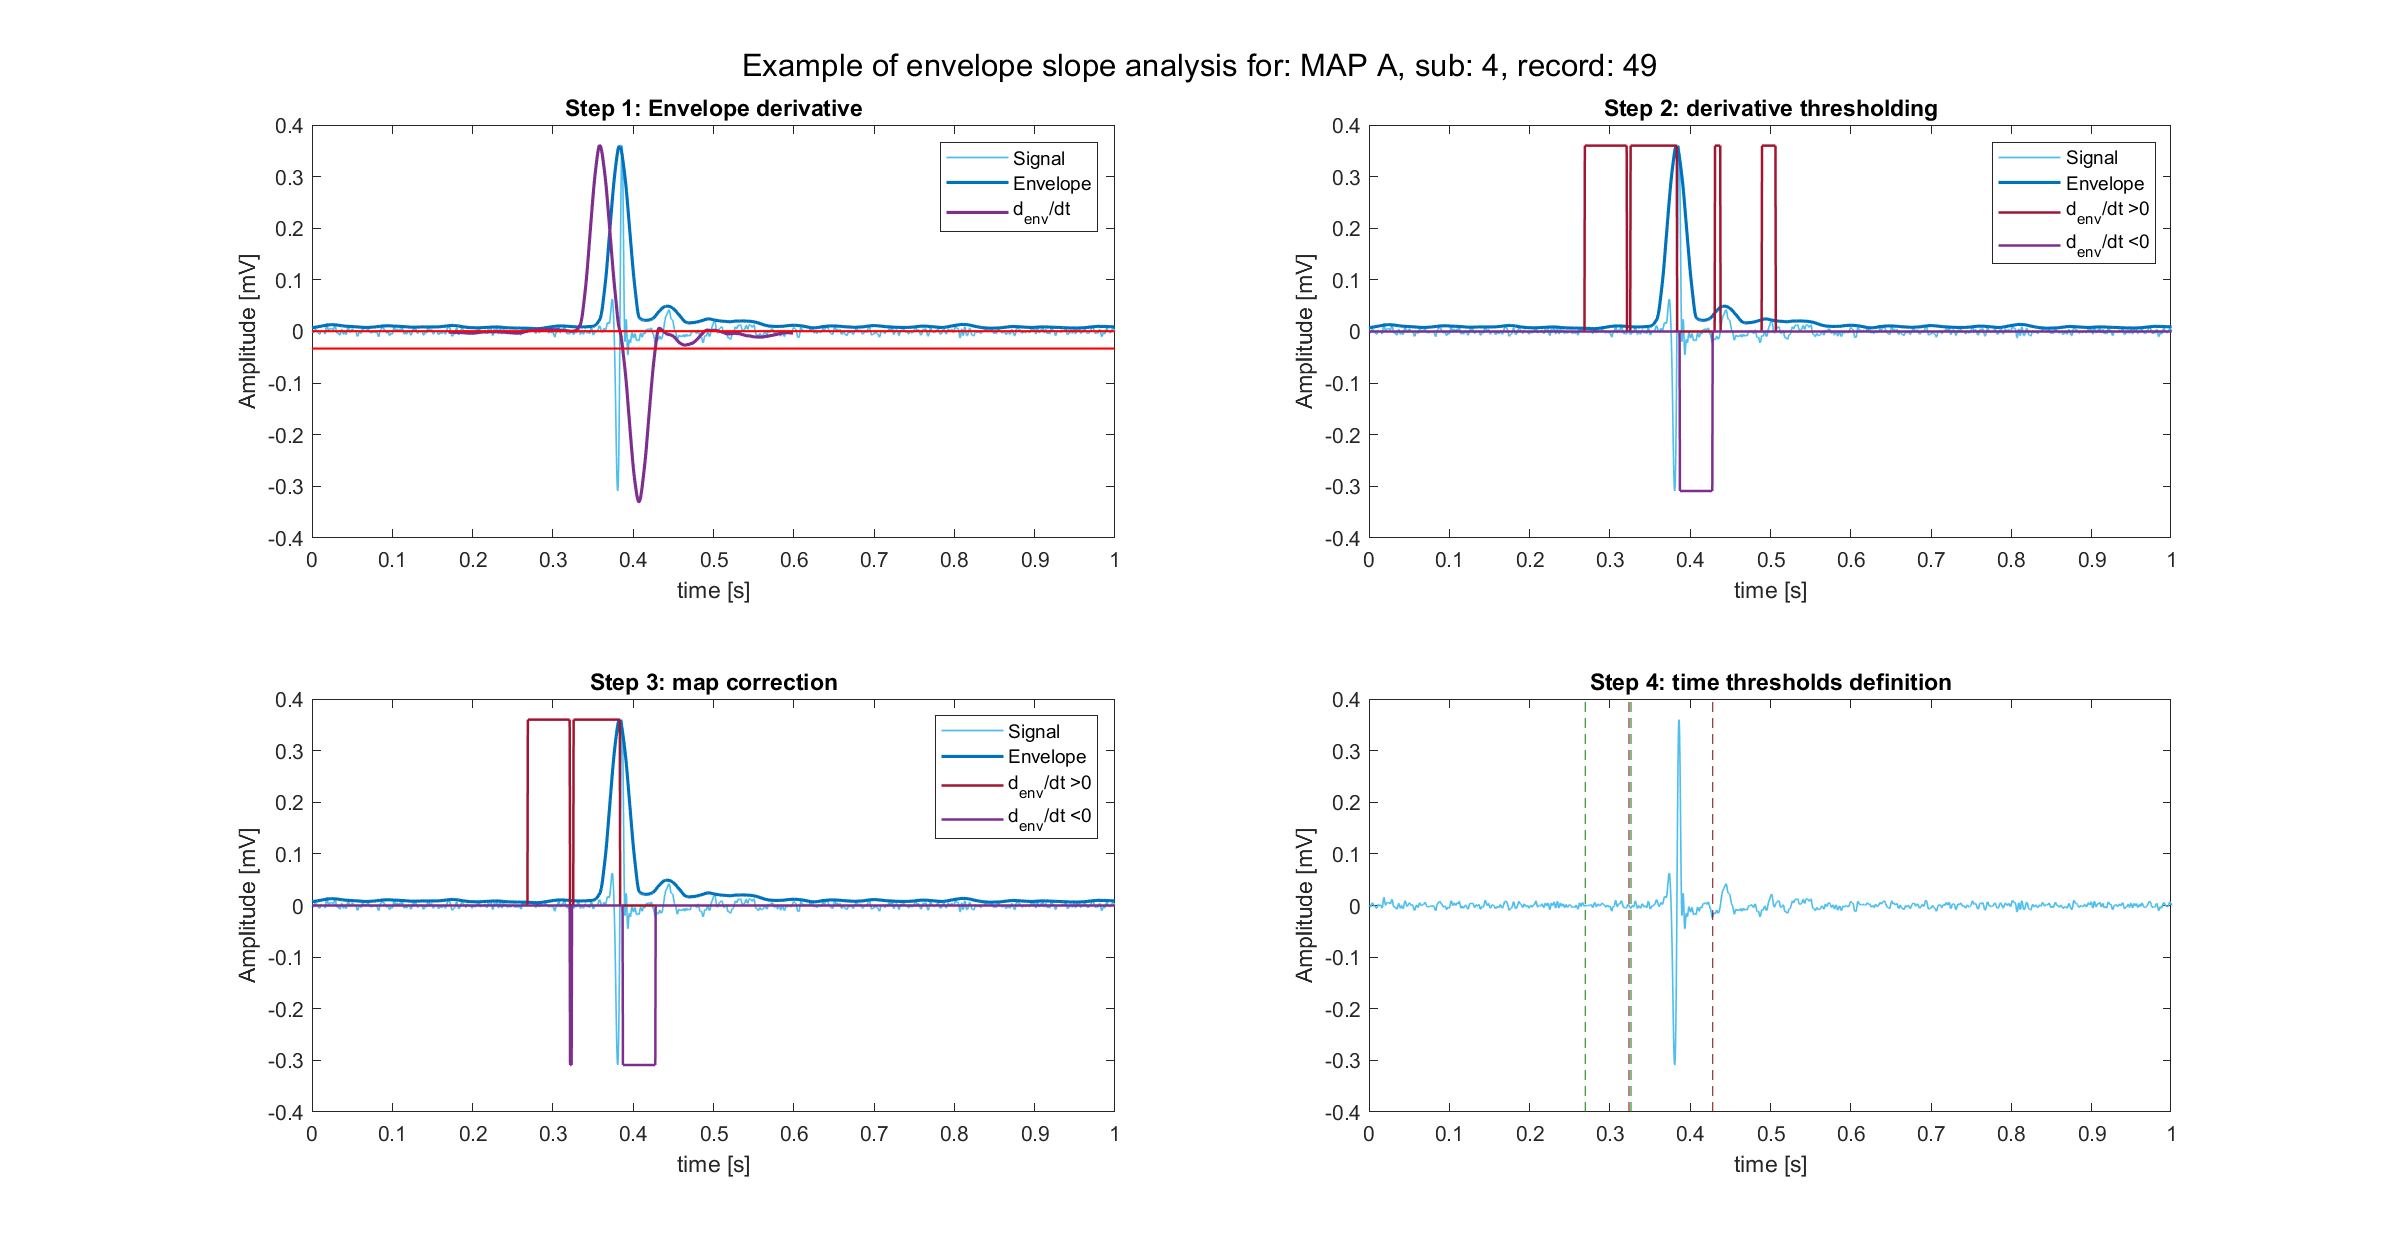 Example of envelope slope analysis for: MAP A, sub: 4, record: 49
Step 1: Envelope derivative
0.4
0.3
0.2
0.1
0
-0.1
-0.2
-0.3
-0.4
Amplitude [mV]
0 0.1 0.2 0.3 0.4 0.5 0.6 0.7 0.8 0.9 1
time [s]
Signal
Envelope
d_env/dt
Step 2: derivative thresholding
0.4
0.3
0.2
0.1
0
-0.1
-0.2
-0.3
-0.4
Amplitude [mV]
0 0.1 0.2 0.3 0.4 0.5 0.6 0.7 0.8 0.9 1
time [s]
Signal
Envelope
d_env/dt >0
d_env/dt <0
Step 3: map correction
0.4
0.3
0.2
0.1
0
-0.1
-0.2
-0.3
-0.4
Amplitude [mV]
0 0.1 0.2 0.3 0.4 0.5 0.6 0.7 0.8 0.9 1
time [s]
Signal
Envelope
d_env/dt >0
d_env/dt <0
Step 4: time thresholds definition
0.4
0.3
0.2
0.1
0
-0.1
-0.2
-0.3
-0.4
Amplitude [mV]
0 0.1 0.2 0.3 0.4 0.5 0.6 0.7 0.8 0.9 1
time [s]